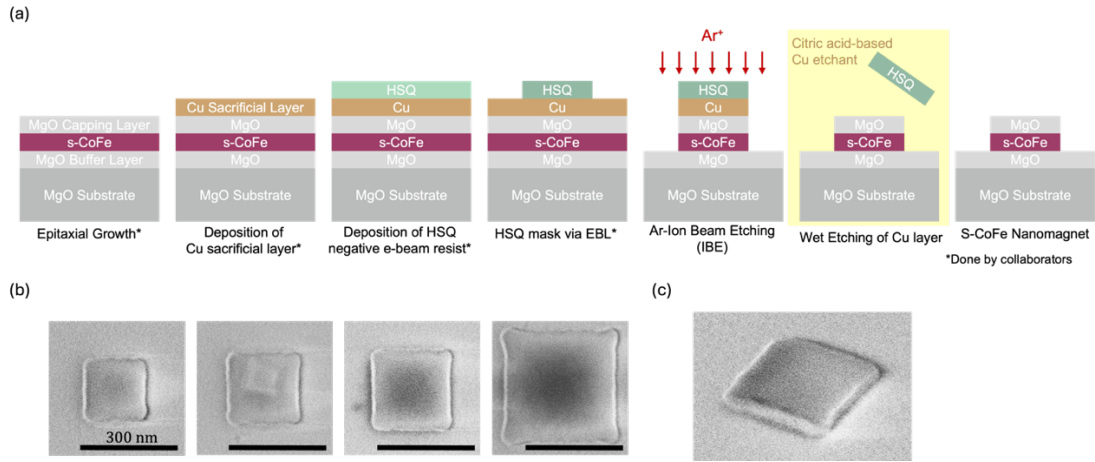 (a)
Ar⁺
Citric acid-based
Cu etchant
HSQ
HSQ
HSQ
HSQ
Cu Sacrificial Layer
Cu
Cu
Cu
MgO Capping Layer
MgO
MgO
MgO
MgO
MgO
MgO
s-CoFe
s-CoFe
s-CoFe
s-CoFe
s-CoFe
s-CoFe
s-CoFe
MgO Buffer Layer
MgO
MgO
MgO
MgO
MgO
MgO
MgO Substrate
MgO Substrate
MgO Substrate
MgO Substrate
MgO Substrate
MgO Substrate
MgO Substrate
Epitaxial Growth*
Deposition of
Cu sacrificial layer*
Deposition of HSQ
negative e-beam resist*
HSQ mask via EBL*
Ar-Ion Beam Etching
(IBE)
Wet Etching of Cu layer
S-CoFe Nanomagnet
*Done by collaborators
(b)
300 nm
(c)